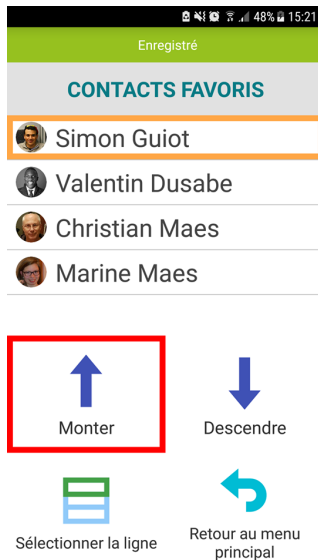 48% 15:21
Enregistré
CONTACTS FAVORIS
Simon Guiot
Valentin Dusabe
Christian Maes
Marine Maes
Monter
Descendre
Sélectionner la ligne
Retour au menu
principal